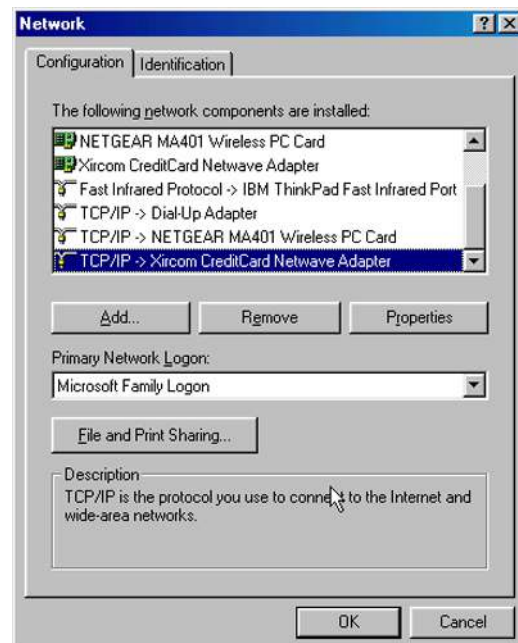 Network
Configuration Identification
The following network components are installed:
NETGEAR MA401 Wireless PC Card
Xircom CreditCard Netwave Adapter
Fast Infrared Protocol -> IBM ThinkPad Fast Infrared Port
TCP/IP -> Dial-Up Adapter
TCP/IP -> NETGEAR MA401 Wireless PC Card
TCP/IP -> Xircom CreditCard Netwave Adapter
Add... Remove Properties
Primary Network Logon:
Microsoft Family Logon
File and Print Sharing...
Description
TCP/IP is the protocol you use to connect to the Internet and
wide-area networks.
OK Cancel